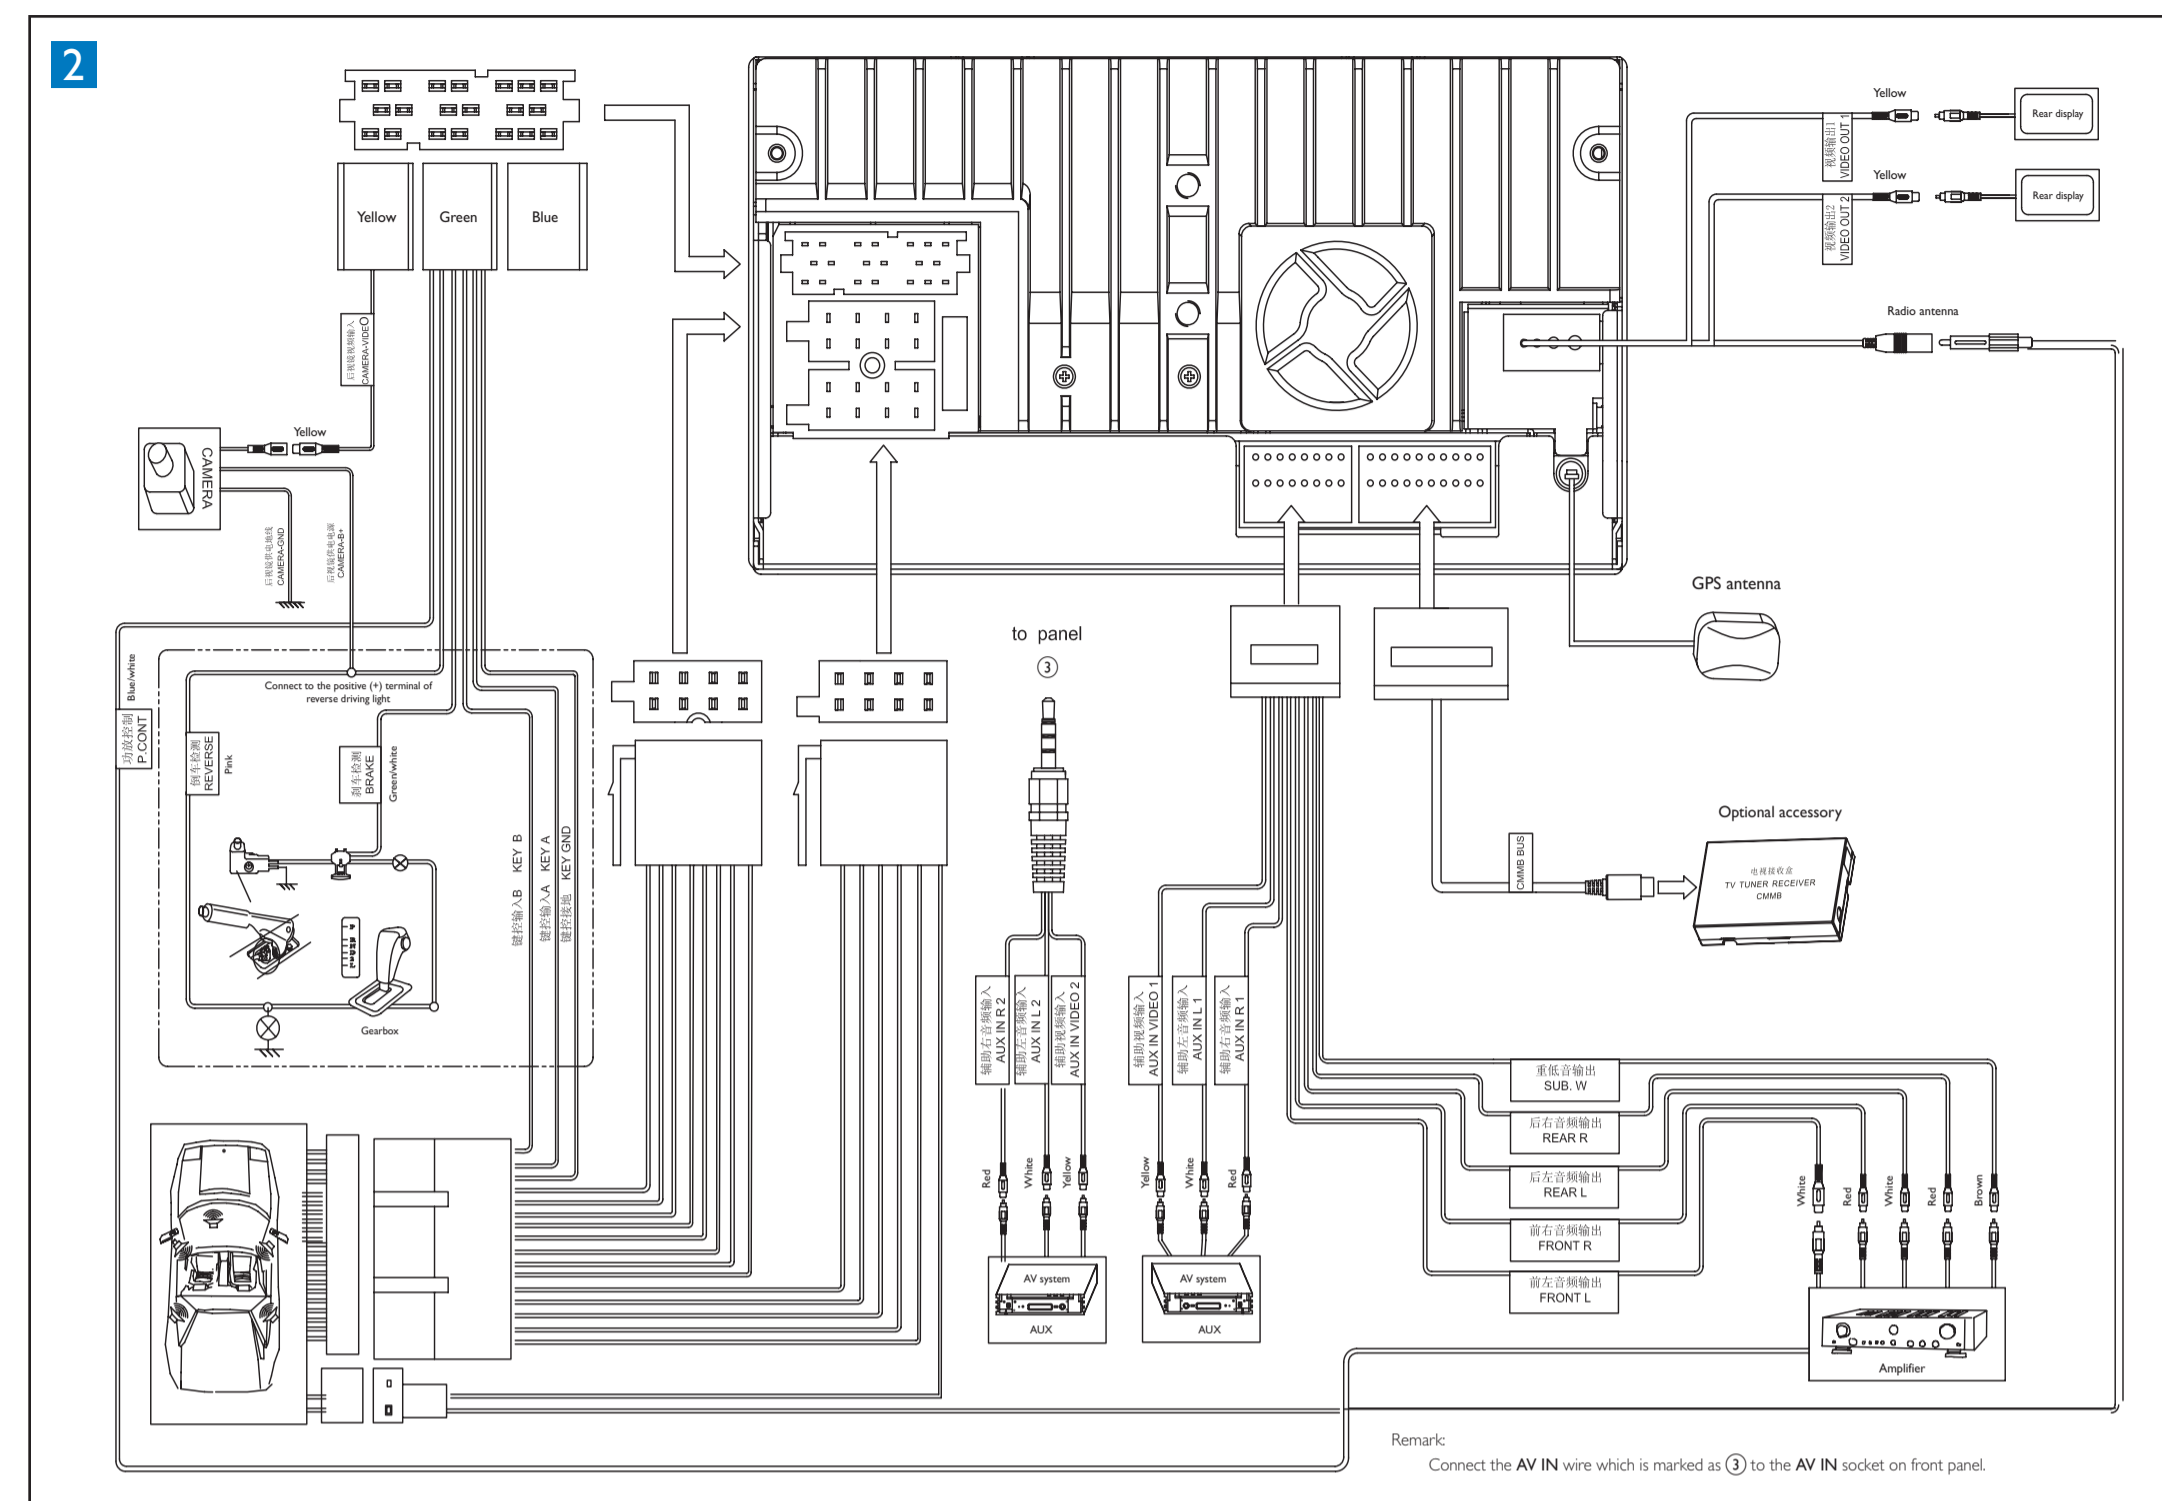 2
Yellow
Green
Blue
后视镜视频输入
CAMERA-VIDEO
Yellow
CAMERA
后视镜供电地线
CAMERA-GND
后视镜供电电源
CAMERA-B+
Blue/white
功放控制
P.CONT
Connect to the positive (+) terminal of
reverse driving light
倒车检测
REVERSE
Pink
刹车检测
BRAKE
Green/white
键控输入B KEY B
键控输入A KEY A
键控接地 KEY GND
Gearbox
Yellow
视频输出1
VIDEO OUT 1
Rear display
Yellow
视频输出2
VIDEO OUT 2
Rear display
Radio antenna
GPS antenna
to panel
3
Optional accessory
CMMB BUS
电视接收盒
TV TUNER RECEIVER
CMMB
辅助右音频输入
AUX IN R 2
辅助左音频输入
AUX IN L 2
辅助视频输入
AUX IN VIDEO 2
辅助视频输入
AUX IN VIDEO 1
辅助左音频输入
AUX IN L 1
辅助右音频输入
AUX IN R 1
Red
White
Yellow
Yellow
White
Red
AV system
AUX
AV system
AUX
重低音输出
SUB. W
后右音频输出
REAR R
后左音频输出
REAR L
前右音频输出
FRONT R
前左音频输出
FRONT L
White
Red
White
Red
Brown
Amplifier
Remark:
Connect the AV IN wire which is marked as 3 to the AV IN socket on front panel.